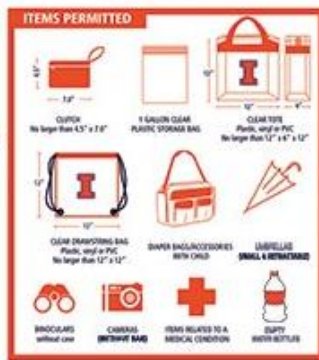 ITEMS PERMITTED
4.5"
7.0"
CLUTCH
No larger than 4.5" x 7.0"
1 GALLON CLEAR
PLASTIC STORAGE BAG
12"
12"
6"
CLEAR TOTE
Plastic, vinyl or PVC
No larger than 12" x 6" x 12"
I
12"
12"
CLEAR DRAWSTRING BAG
Plastic, vinyl or PVC
No larger than 12" x 12"
I
DIAPER BAGS/ACCESSORIES
WITH CHILD
UMBRELLAS
(SMALL & RETRACTABLE)
BINOCULARS
without case
CAMERAS
(WITHOUT BAG)
ITEMS RELATED TO A
MEDICAL CONDITION
EMPTY
WATER BOTTLES